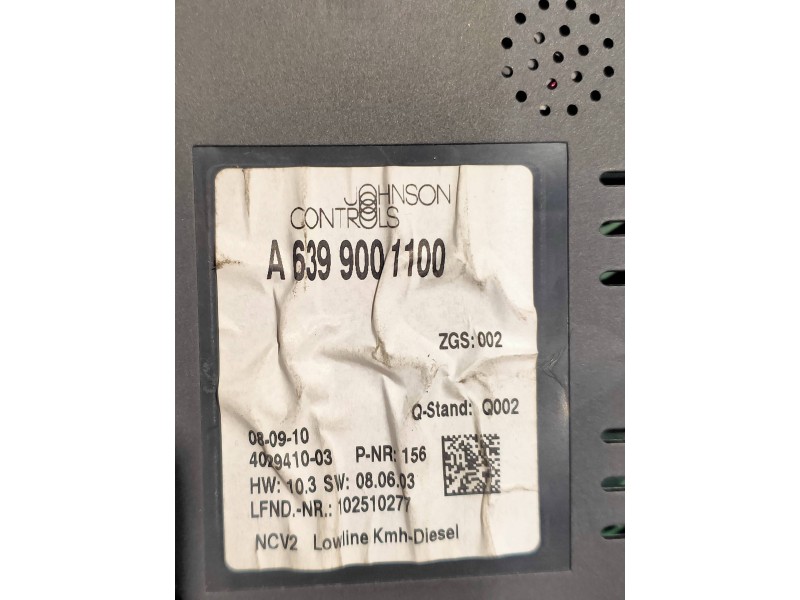 JOHNSON
CONTROLS
A 639 900 1100
ZGS: 002
Q-Stand: Q002
08-09-10
4029410-03 P-NR: 156
HW: 10.3 SW: 08.06.03
LFND.-NR.: 102510277
NCV2 Lowline Kmh-Diesel